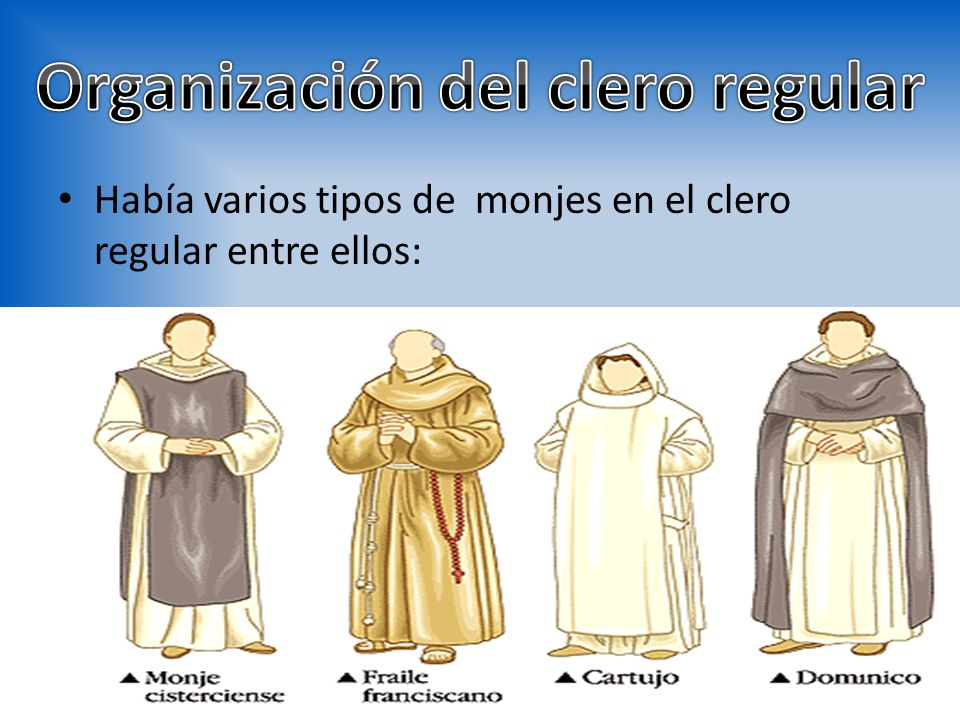 Organización del clero regular
• Había varios tipos de monjes en el clero
regular entre ellos:
▲ Monje
cisterciense
▲ Fraile
franciscano
▲ Cartujo
▲ Dominico